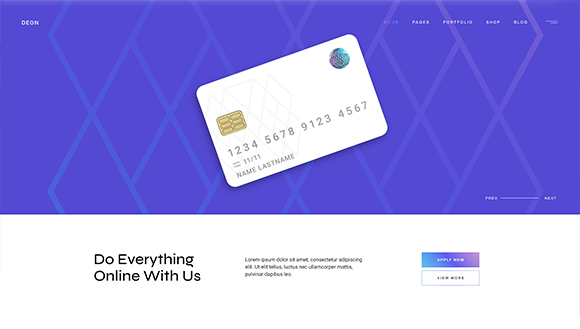 DEON
HOME PAGES PORTFOLIO SHOP BLOG
1234 5678 9123 4567
11/11
NAME LASTNAME
PREV NEXT
Do Everything
Online With Us
Lorem ipsum dolor sit amet, consectetur adipiscing
elit. Ut elit tellus, luctus nec ullamcorper mattis,
pulvinar dapibus leo.
APPLY NOW
VIEW MORE